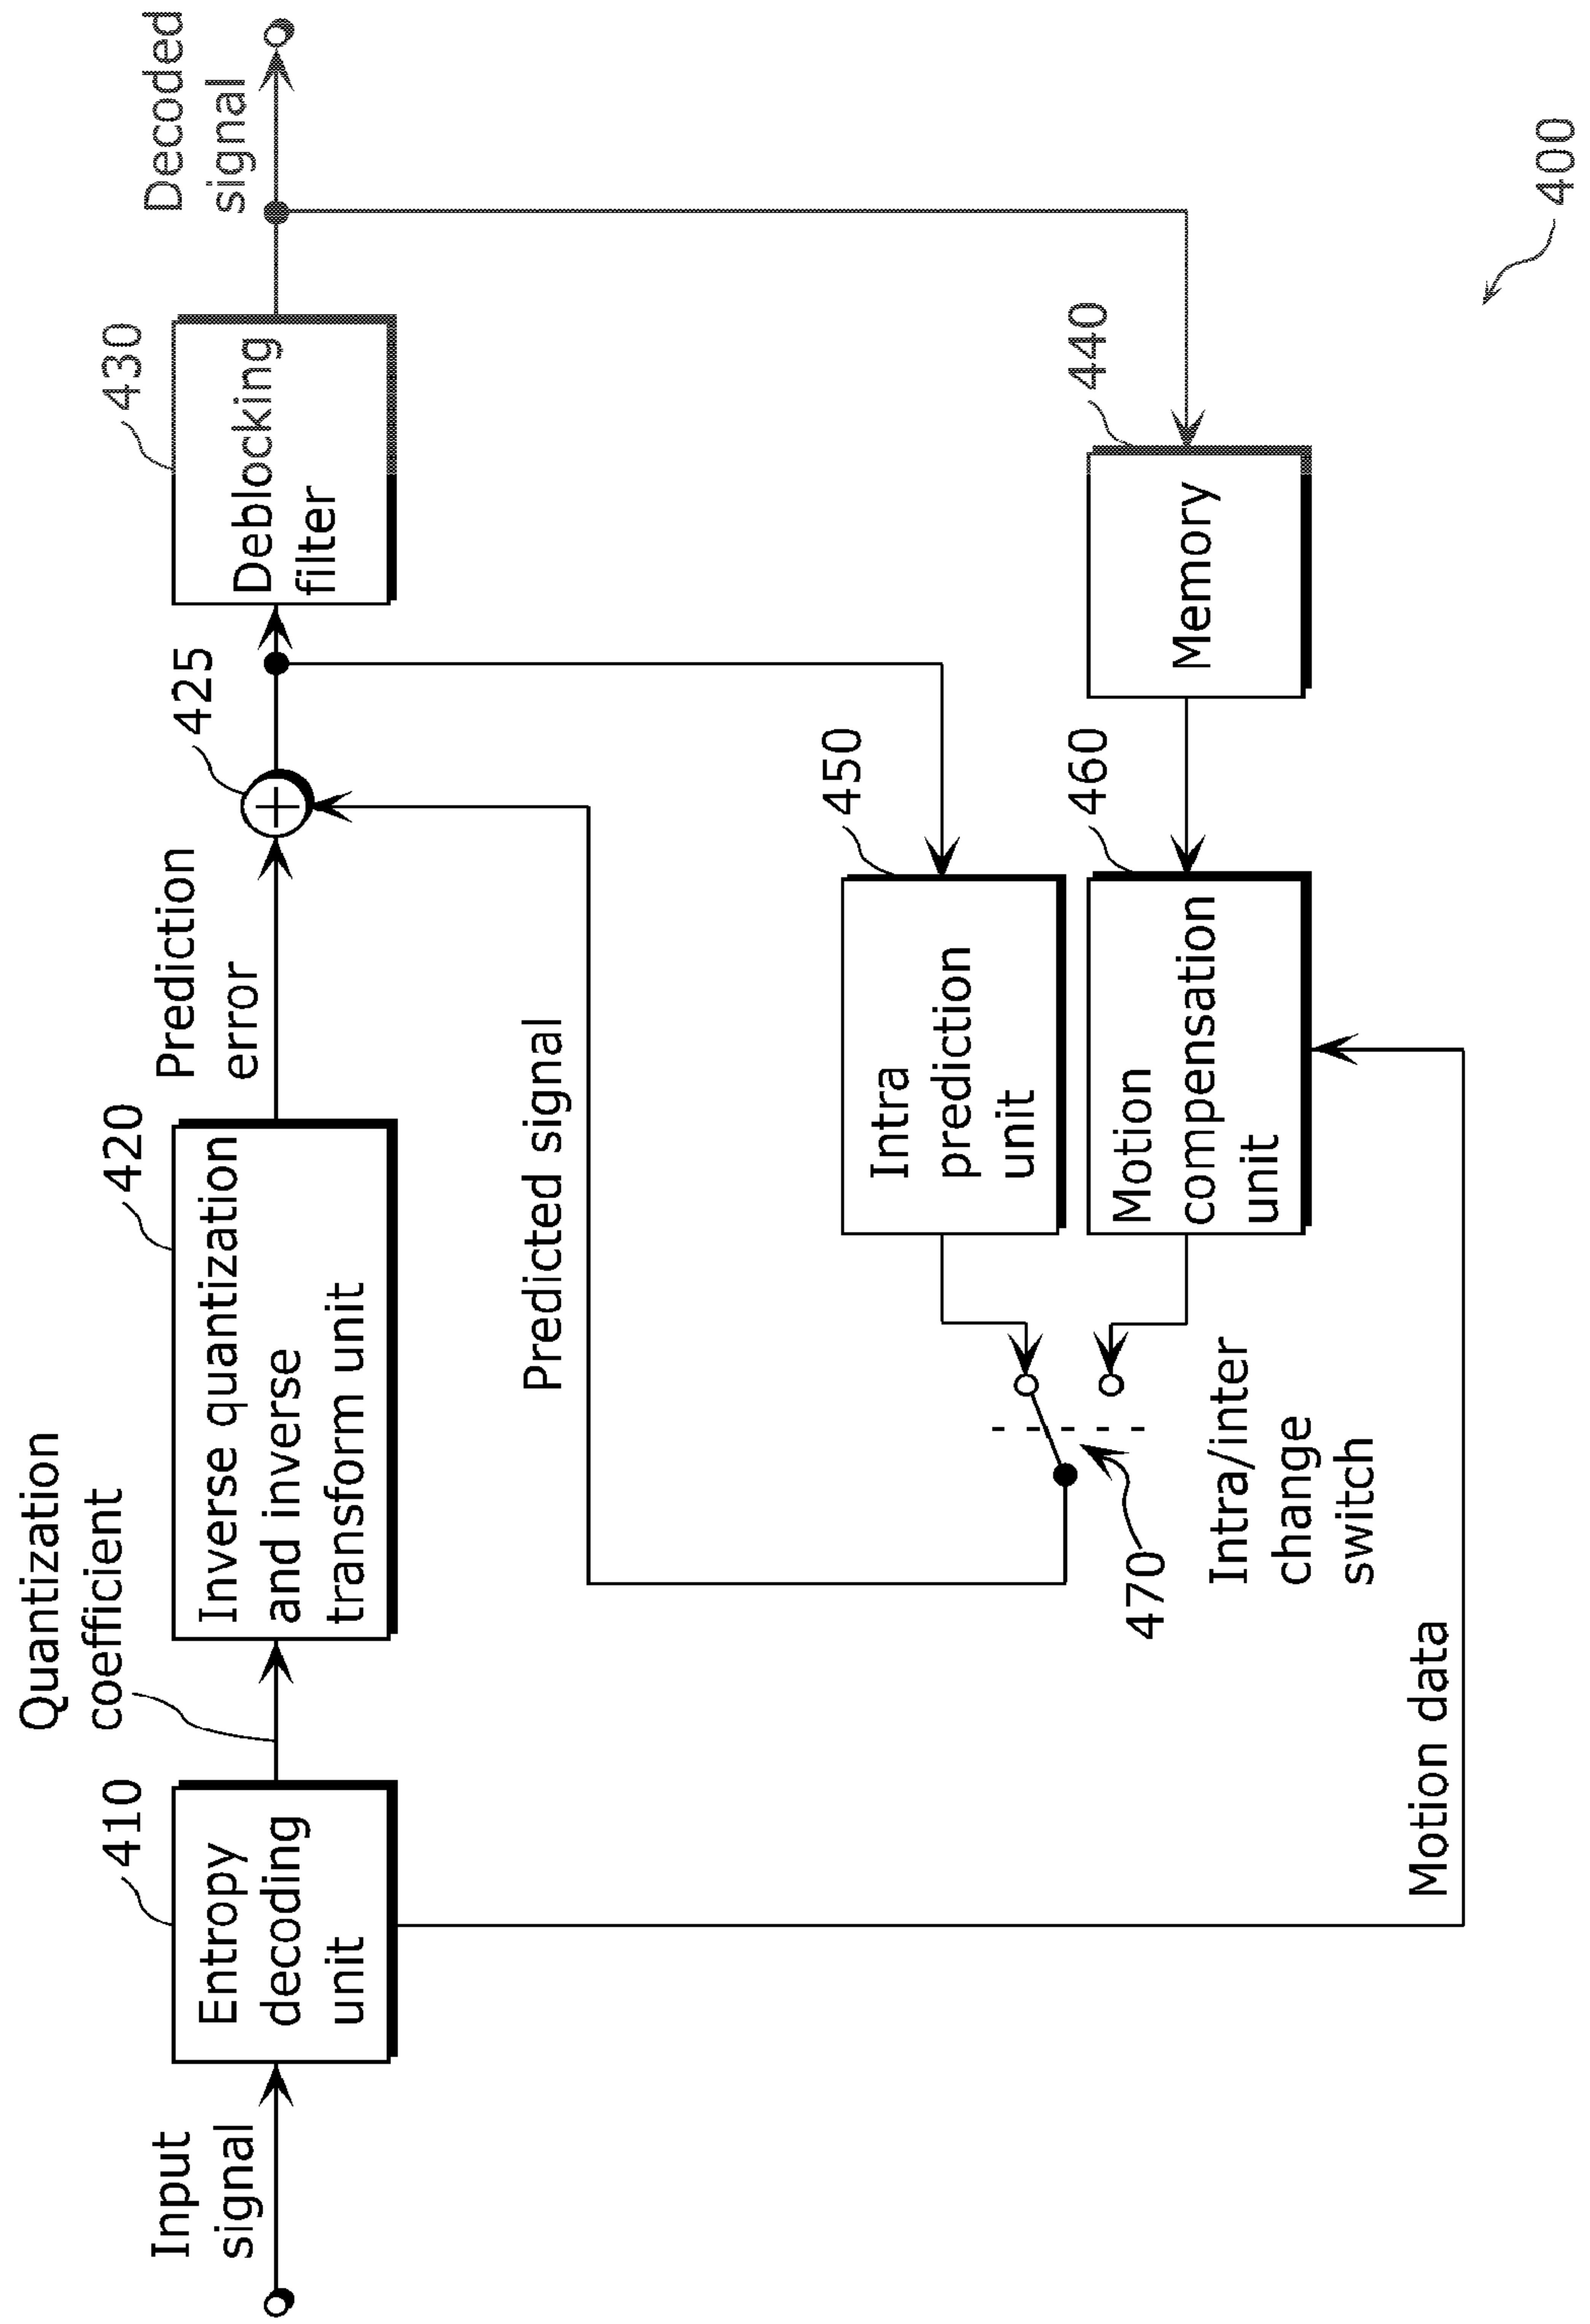 Input
signal
410
Entropy
decoding
unit
Quantization
coefficient
420
Inverse quantization
and inverse
transform unit
Prediction
error
425
430
Deblocking
filter
Decoded
signal
Predicted signal
450
Intra
prediction
unit
460
Motion
compensation
unit
440
Memory
470
Intra/inter
change
switch
Motion data
400